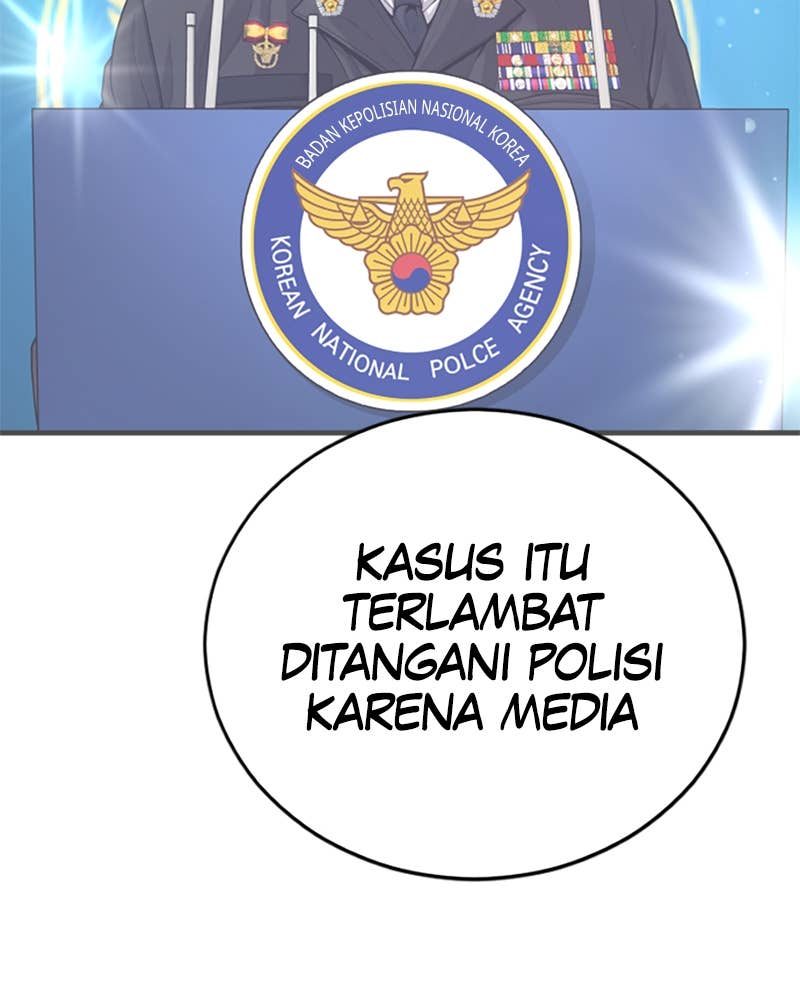 BADAN KEPOLISIAN NASIONAL KOREA
KOREAN NATIONAL POLCE AGENCY
KASUS ITU
TERLAMBAT
DITANGANI POLISI
KARENA MEDIA